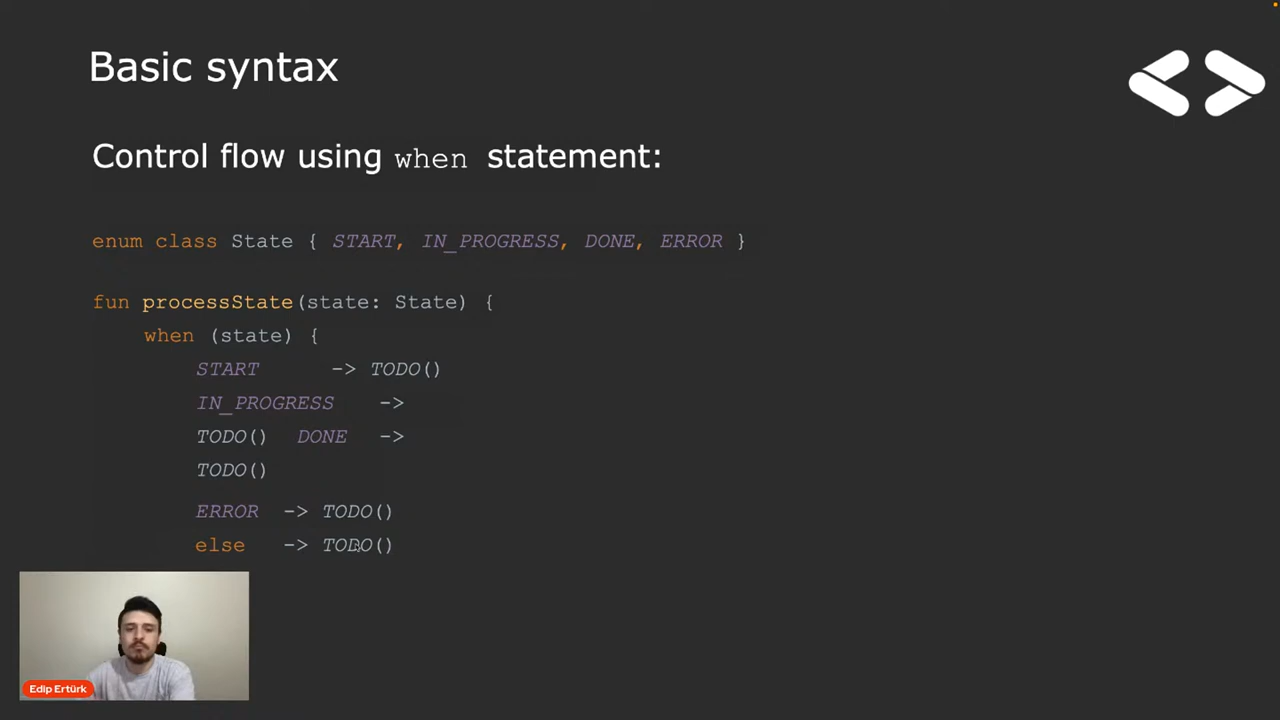 Basic syntax
Control flow using when statement:
enum class State { START, IN_PROGRESS, DONE, ERROR }
fun processState(state: State) {
when (state) {
START -> TODO()
IN_PROGRESS ->
TODO() DONE ->
TODO()
ERROR -> TODO()
else -> TODO()
Edip Ertürk